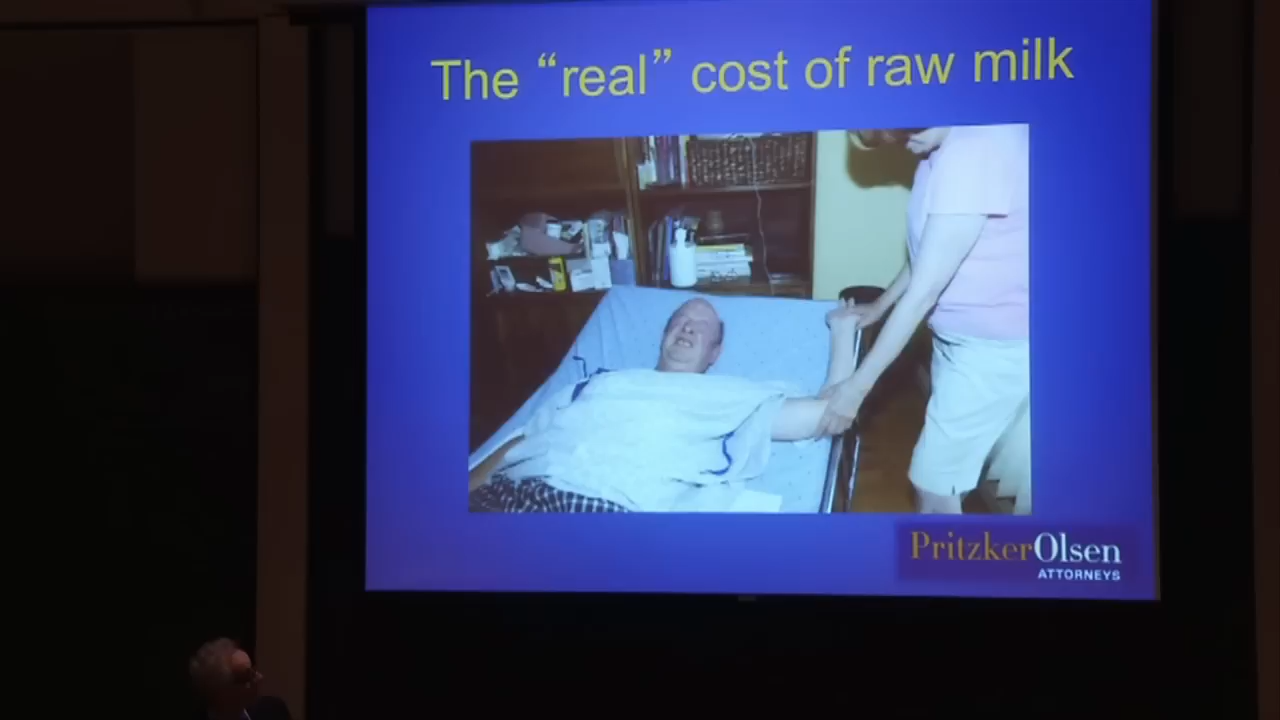 The “real” cost of raw milk
PritzkerOlsen
ATTORNEYS